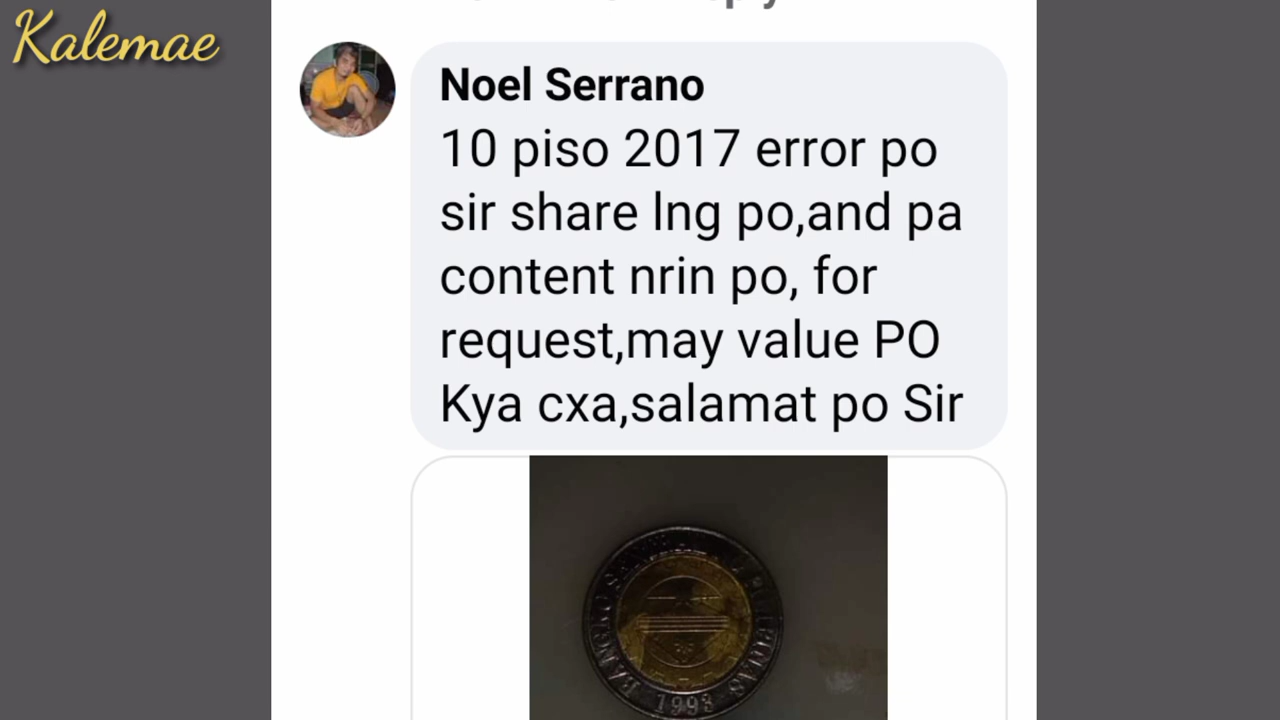 Kalemae
Noel Serrano
10 piso 2017 error po
sir share lng po,and pa
content nrin po, for
request,may value PO
Kya cxa,salamat po Sir
1993